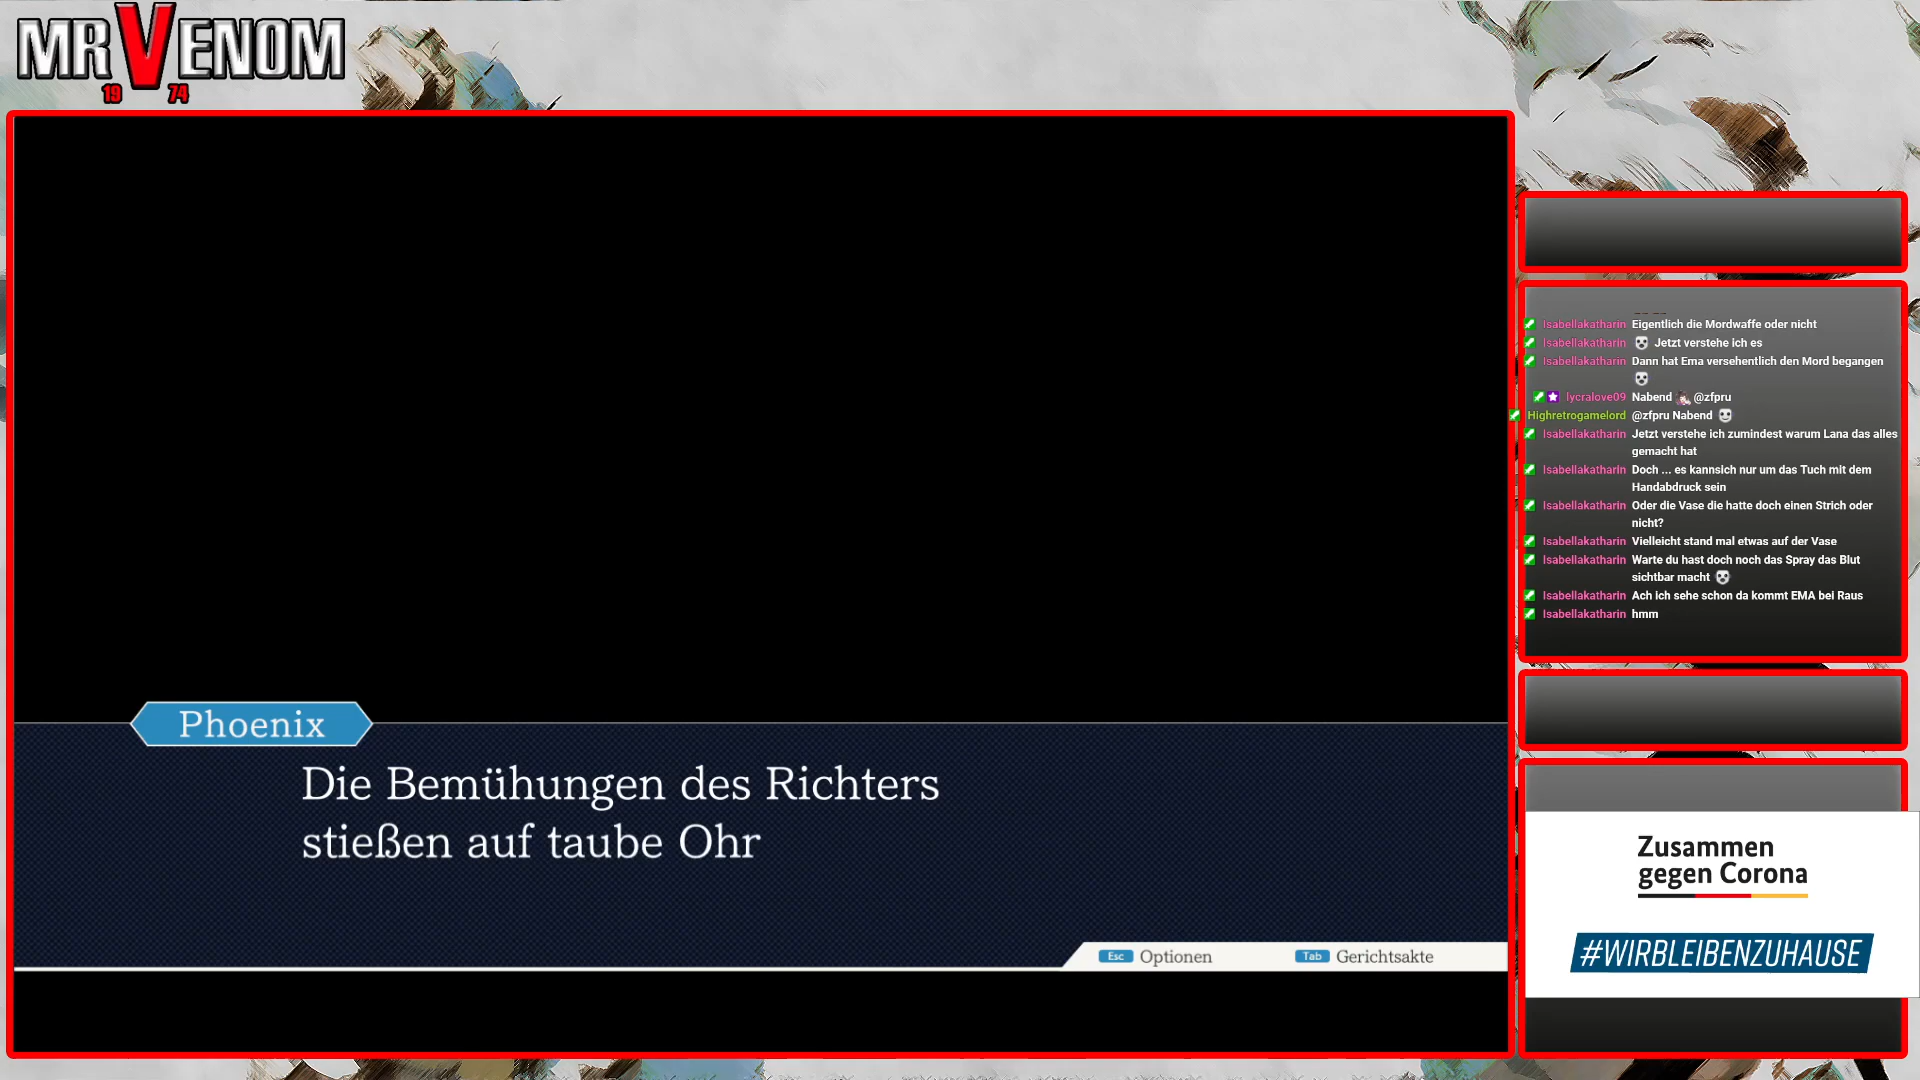 MRVENOM
19 74
Isabellakatharin Eigentlich die Mordwaffe oder nicht
Isabellakatharin Jetzt verstehe ich es
Isabellakatharin Dann hat Ema versehentlich den Mord begangen
lycralove09 Nabend @zfpru
Highretrogamelord @zfpru Nabend
Isabellakatharin Jetzt verstehe ich zumindest warum Lana das alles
gemacht hat
Isabellakatharin Doch ... es kannsich nur um das Tuch mit dem
Handabdruck sein
Isabellakatharin Oder die Vase die hatte doch einen Strich oder
nicht?
Isabellakatharin Vielleicht stand mal etwas auf der Vase
Isabellakatharin Warte du hast doch noch das Spray das Blut
sichtbar macht
Isabellakatharin Ach ich sehe schon da kommt EMA bei Raus
Isabellakatharin hmm
Phoenix
Die Bemühungen des Richters
stießen auf taube Ohr
Esc Optionen Tab Gerichtsakte
Zusammen
gegen Corona
#WIRBLEIBENZUHAUSE